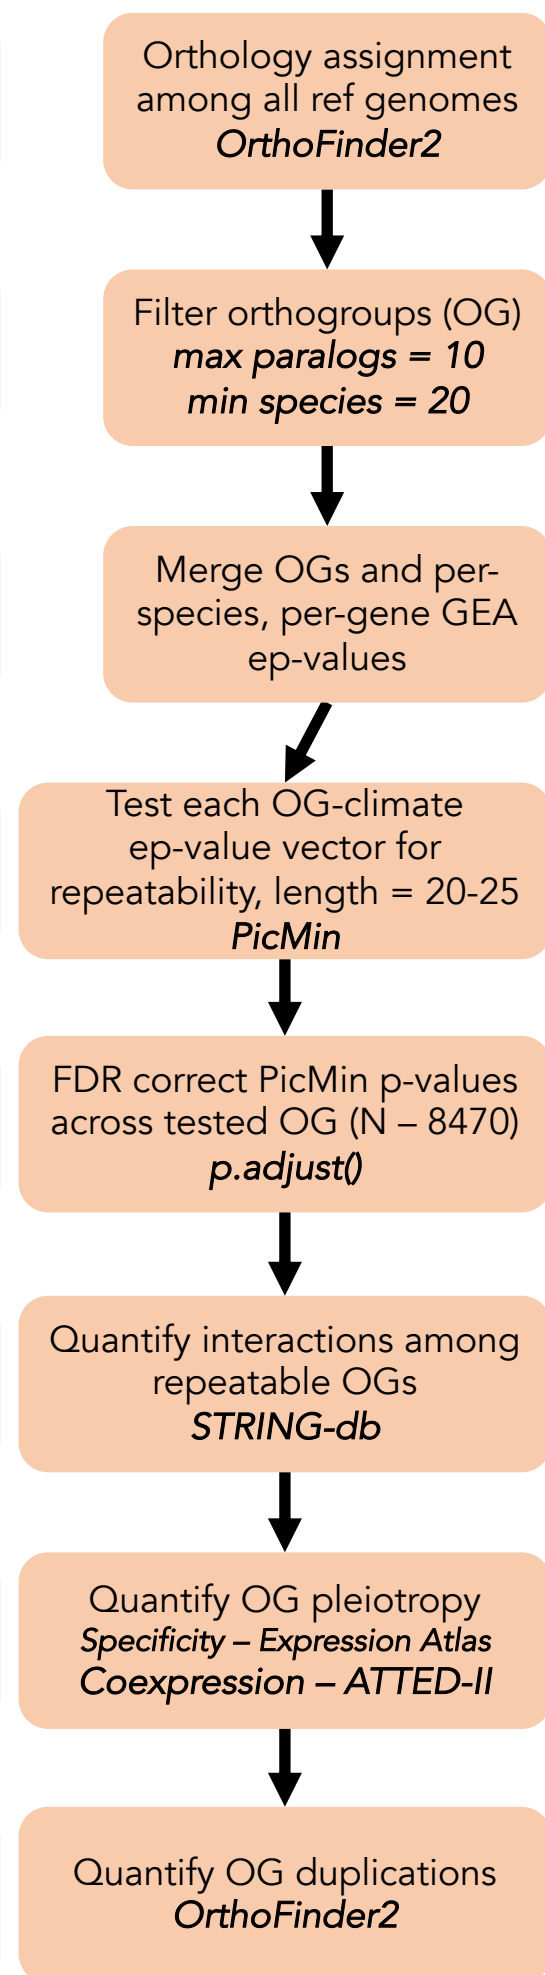 Orthology assignment
among all ref genomes
OrthoFinder2
Filter orthogroups (OG)
max paralogs = 10
min species = 20
Merge OGs and per-
species, per-gene GEA
ep-values
Test each OG-climate
ep-value vector for
repeatability, length = 20-25
PicMin
FDR correct PicMin p-values
across tested OG (N – 8470)
p.adjust()
Quantify interactions among
repeatable OGs
STRING-db
Quantify OG pleiotropy
Specificity – Expression Atlas
Coexpression – ATTED-II
Quantify OG duplications
OrthoFinder2